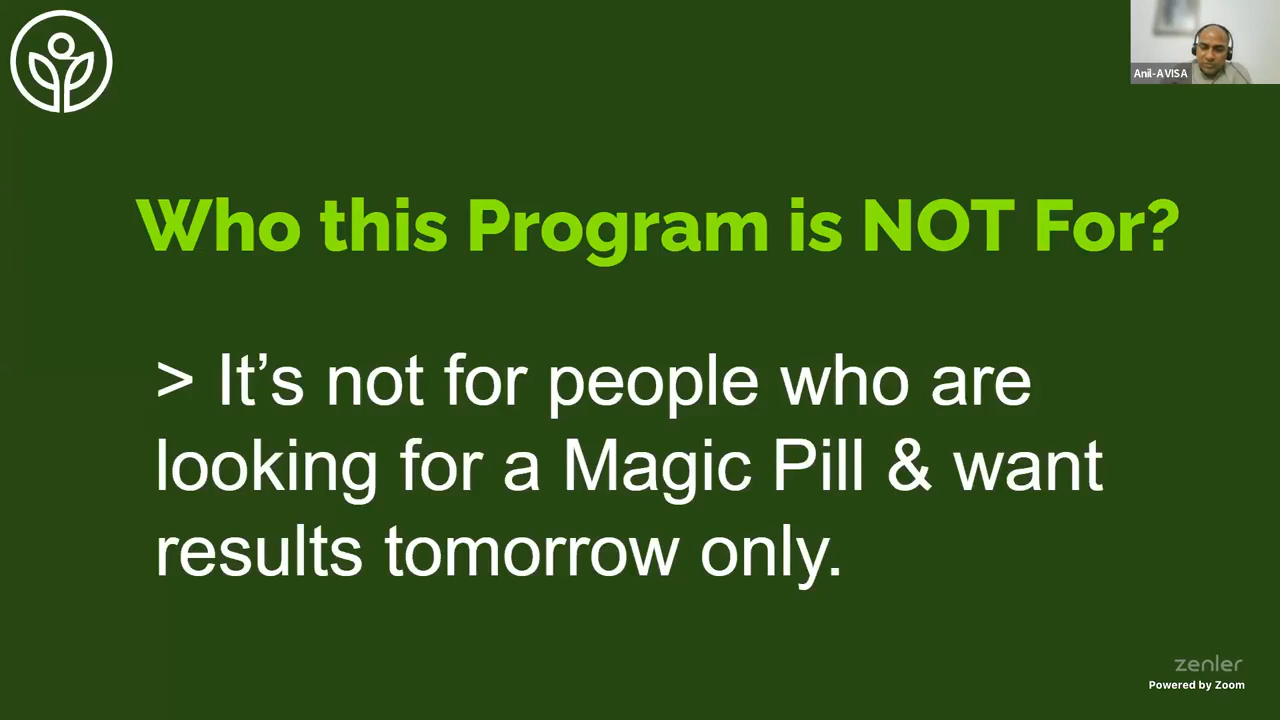 Anil-AVISA
Who this Program is NOT For?
> It’s not for people who are
looking for a Magic Pill & want
results tomorrow only.
zenler
Powered by Zoom